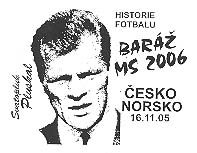 HISTORIE
FOTBALU
BARÁŽ
MS 2006
ČESKO
NORSKO
16.11.05
Svatopluk
Pluskal